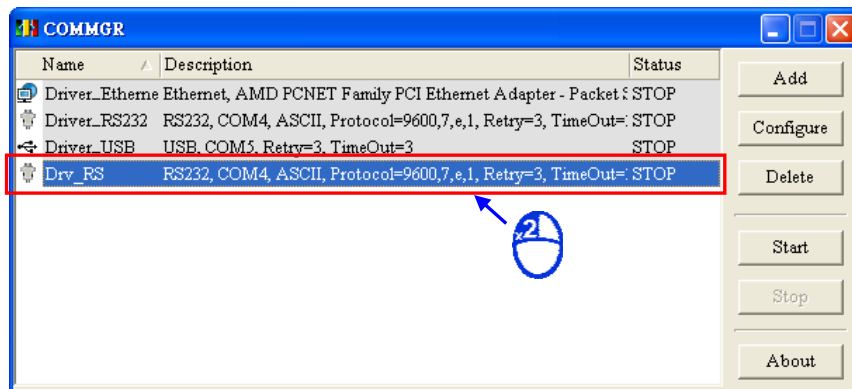 COMMGR
Name Description Status
Driver_Etherne Ethernet, AMD PCNET Family PCI Ethernet Adapter - Packet S STOP
Driver_RS232 RS232, COM4, ASCII, Protocol=9600,7,e,1, Retry=3, TimeOut= STOP
Driver_USB USB, COM5, Retry=3, TimeOut=3 STOP
Drv_RS RS232, COM4, ASCII, Protocol=9600,7,e,1, Retry=3, TimeOut= STOP
x2
Add
Configure
Delete
Start
Stop
About